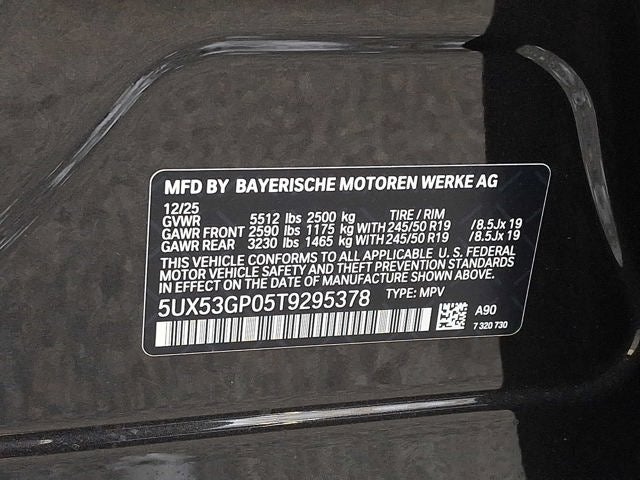 MFD BY BAYERISCHE MOTOREN WERKE AG
12/25
GVWR 5512 lbs 2500 kg TIRE / RIM
GAWR FRONT 2590 lbs 1175 kg WITH 245/50 R19 /8.5Jx 19
GAWR REAR 3230 lbs 1465 kg WITH 245/50 R19 /8.5Jx 19
THIS VEHICLE CONFORMS TO ALL APPLICABLE U.S. FEDERAL
MOTOR VEHICLE SAFETY AND THEFT PREVENTION STANDARDS
IN EFFECT ON THE DATE OF MANUFACTURE SHOWN ABOVE.
5UX53GP05T9295378 TYPE: MPV
A90
7 320 730